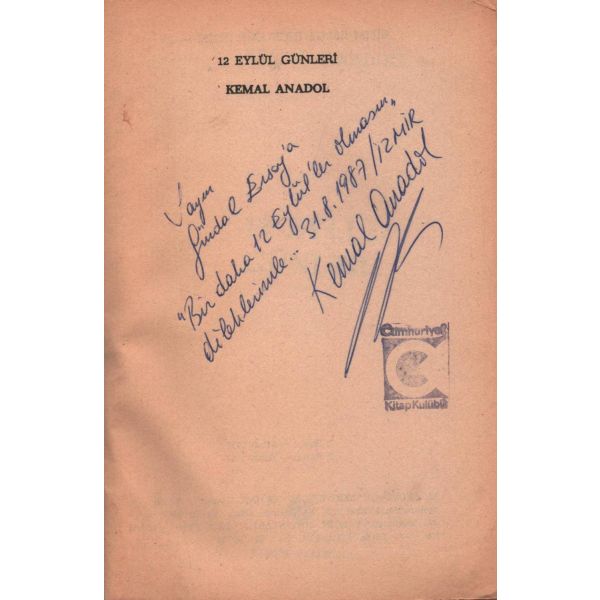 12 EYLÜL GÜNLERİ
KEMAL ANADOL
Sayın
Ersoy'a
"Bir daha 12 Eylül'ler olmasın"
dileklerimle... 31.8.1987/İZMİR
Kemal Anadol
Cumhuriyet
Kitap Kulübü